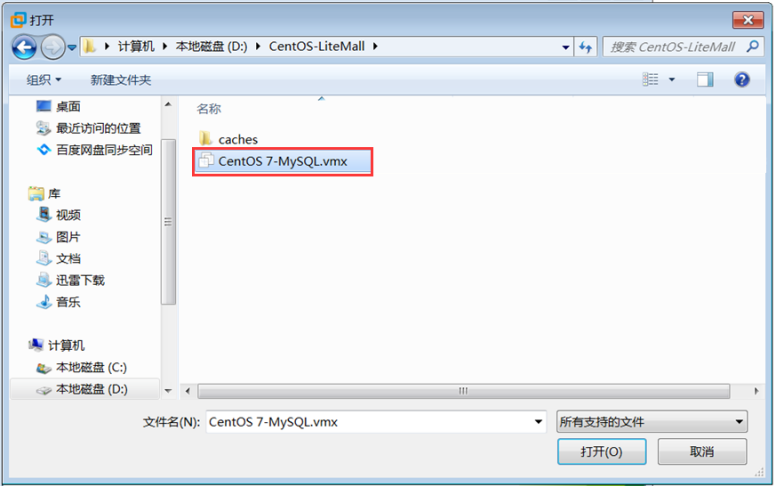 打开
计算机 本地磁盘 (D:) CentOS-LiteMall
搜索 CentOS-LiteMall
组织 新建文件夹
桌面
最近访问的位置
百度网盘同步空间
库
视频
图片
文档
迅雷下载
音乐
计算机
本地磁盘 (C:)
本地磁盘 (D:)
名称
caches
CentOS 7-MySQL.vmx
文件名(N): CentOS 7-MySQL.vmx
所有支持的文件
打开(O) 取消